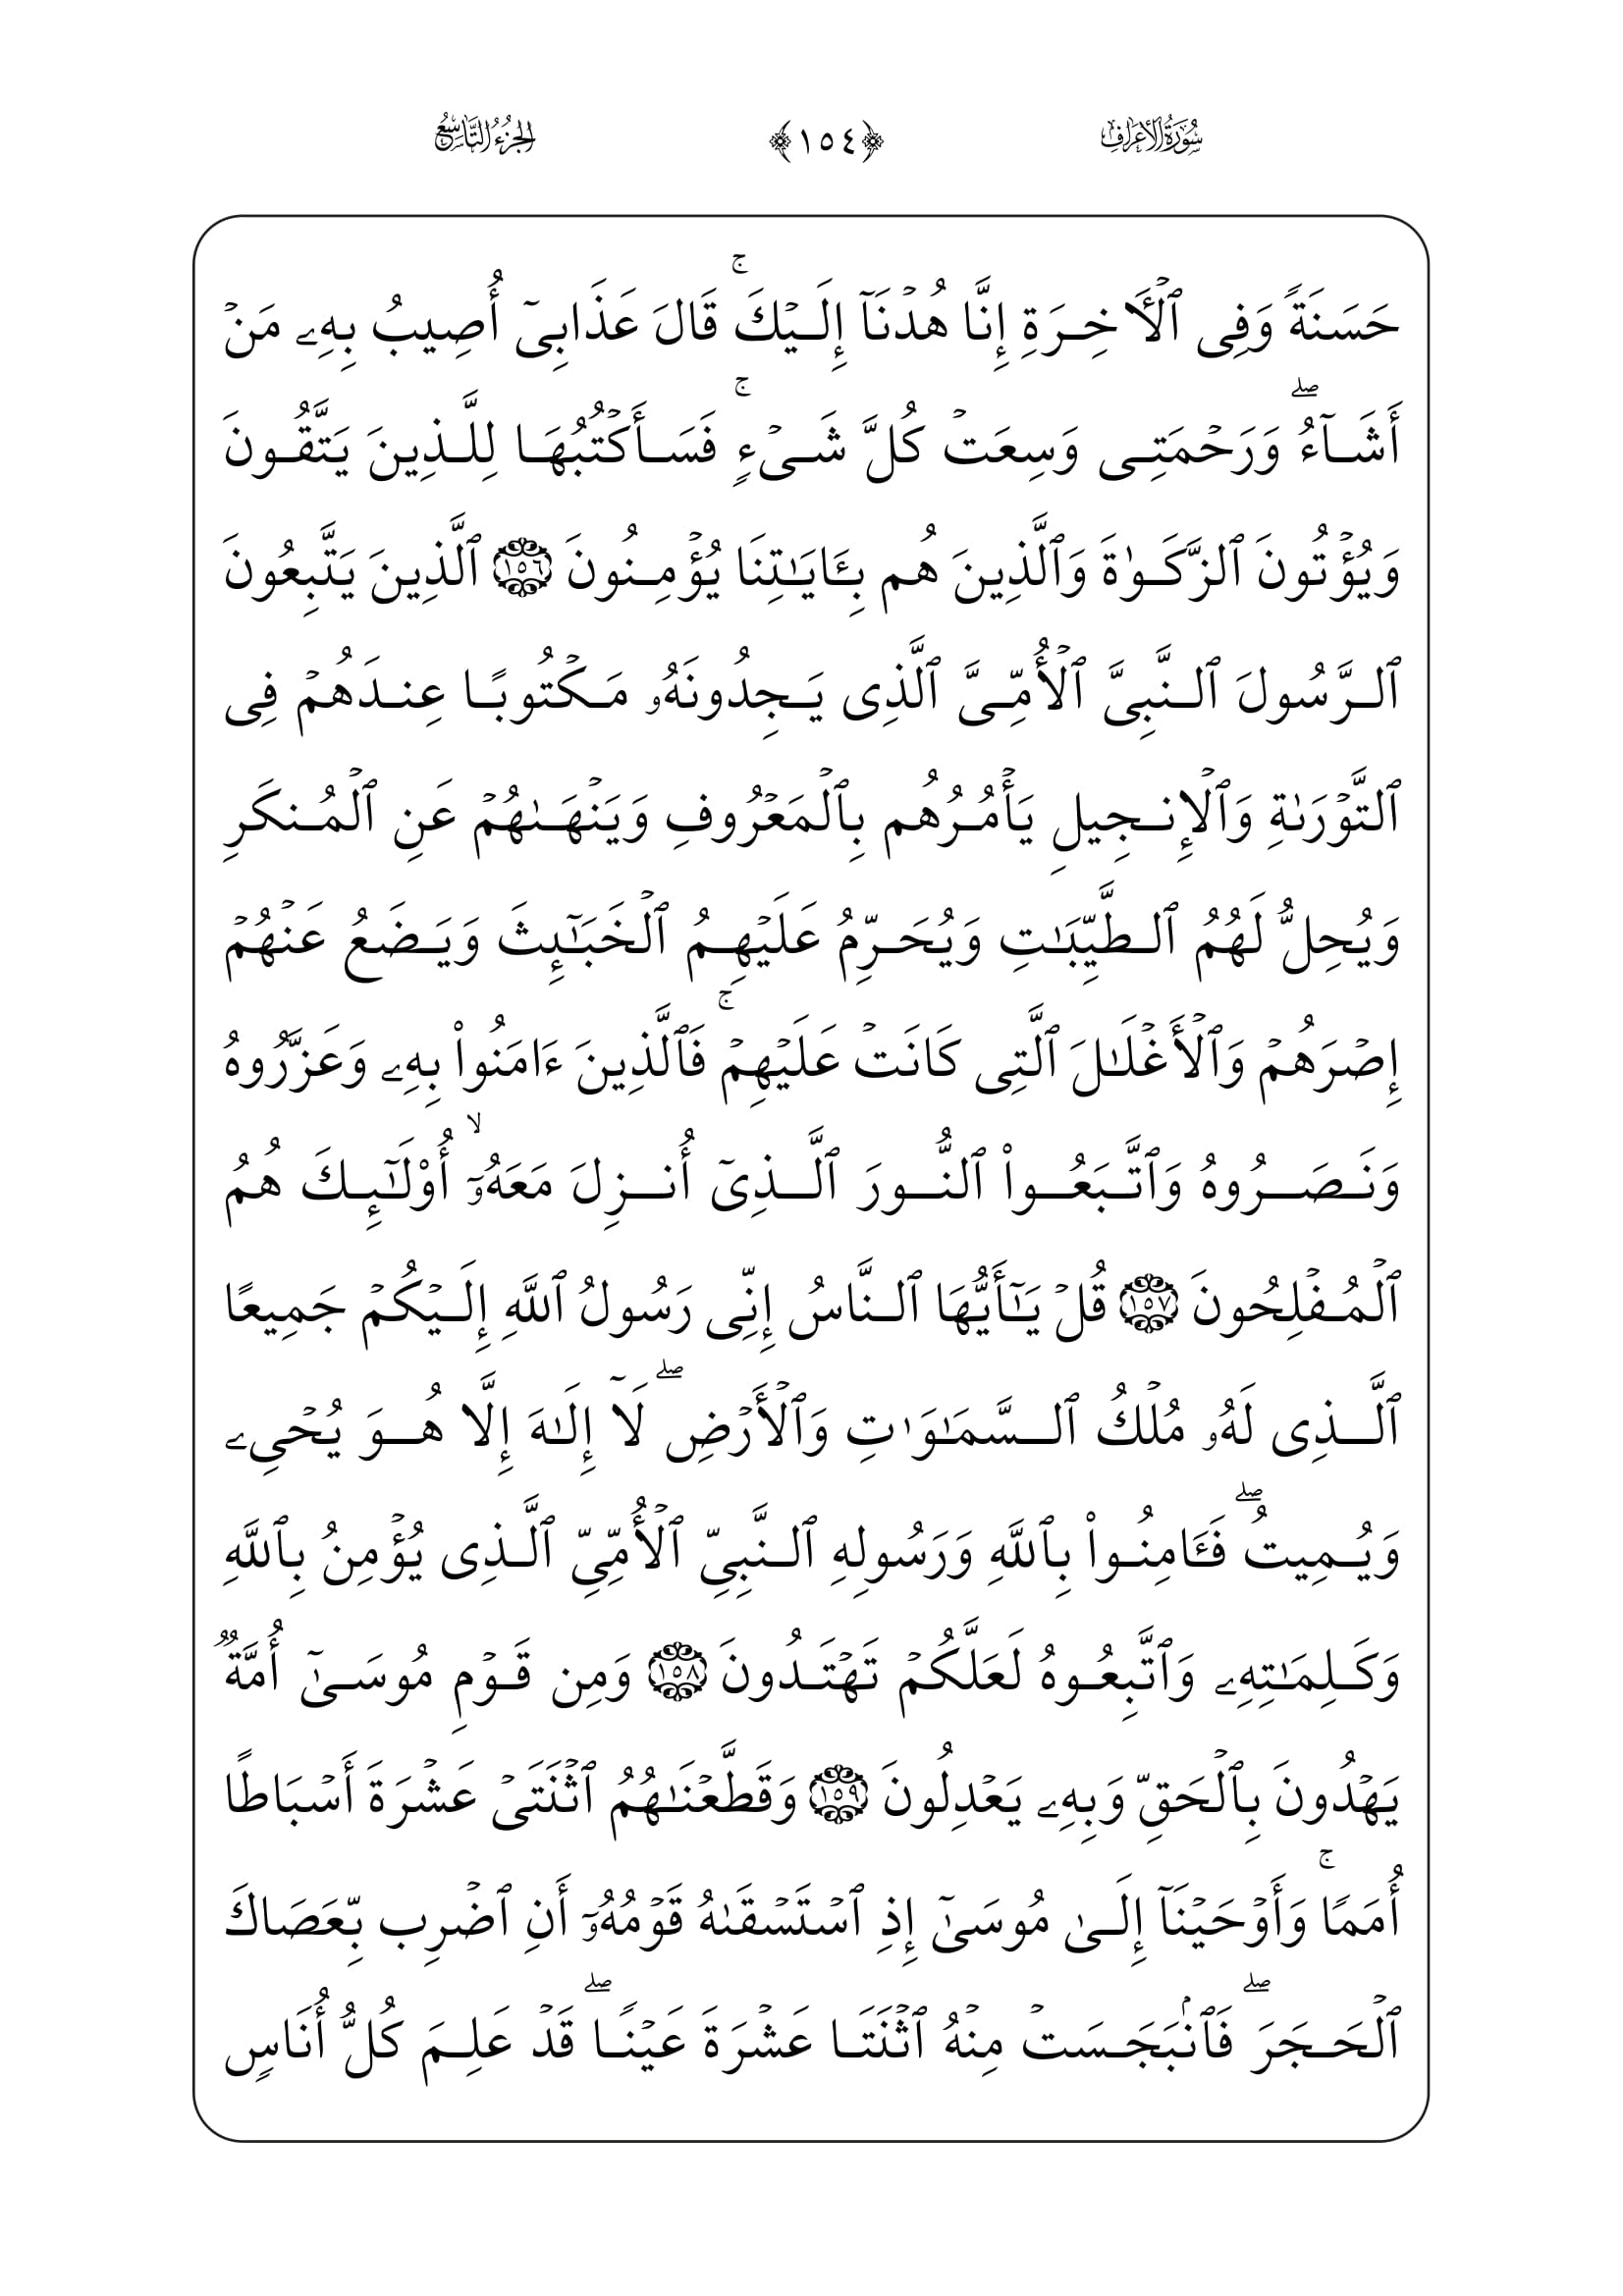 سُورَةُ الأَعْرَافِ ﴿١٥٤﴾ الجُزْءُ التَّاسِعُ
حَسَنَةً وَفِى ٱلْـَٔاخِرَةِ إِنَّا هُدْنَآ إِلَيْكَ ۚ قَالَ عَذَابِىٓ أُصِيبُ بِهِۦ مَنْ
أَشَآءُ ۖ وَرَحْمَتِى وَسِعَتْ كُلَّ شَىْءٍ ۚ فَسَأَكْتُبُهَا لِلَّذِينَ يَتَّقُونَ
وَيُؤْتُونَ ٱلزَّكَوٰةَ وَٱلَّذِينَ هُم بِـَٔايَـٰتِنَا يُؤْمِنُونَ ١٥٦ ٱلَّذِينَ يَتَّبِعُونَ
ٱلرَّسُولَ ٱلنَّبِىَّ ٱلْأُمِّىَّ ٱلَّذِى يَجِدُونَهُۥ مَكْتُوبًا عِندَهُمْ فِى
ٱلتَّوْرَىٰةِ وَٱلْإِنجِيلِ يَأْمُرُهُم بِٱلْمَعْرُوفِ وَيَنْهَىٰهُمْ عَنِ ٱلْمُنكَرِ
وَيُحِلُّ لَهُمُ ٱلطَّيِّبَـٰتِ وَيُحَرِّمُ عَلَيْهِمُ ٱلْخَبَـٰٓئِثَ وَيَضَعُ عَنْهُمْ
إِصْرَهُمْ وَٱلْأَغْلَـٰلَ ٱلَّتِى كَانَتْ عَلَيْهِمْ ۚ فَٱلَّذِينَ ءَامَنُوا۟ بِهِۦ وَعَزَّرُوهُ
وَنَصَرُوهُ وَٱتَّبَعُوا۟ ٱلنُّورَ ٱلَّذِىٓ أُنزِلَ مَعَهُۥٓ ۙ أُو۟لَـٰٓئِكَ هُمُ
ٱلْمُفْلِحُونَ ١٥٧ قُلْ يَـٰٓأَيُّهَا ٱلنَّاسُ إِنِّى رَسُولُ ٱللَّهِ إِلَيْكُمْ جَمِيعًا
ٱلَّذِى لَهُۥ مُلْكُ ٱلسَّمَـٰوَٰتِ وَٱلْأَرْضِ ۖ لَآ إِلَـٰهَ إِلَّا هُوَ يُحْىِۦ
وَيُمِيتُ ۖ فَـَٔامِنُوا۟ بِٱللَّهِ وَرَسُولِهِ ٱلنَّبِىِّ ٱلْأُمِّىِّ ٱلَّذِى يُؤْمِنُ بِٱللَّهِ
وَكَلِمَـٰتِهِۦ وَٱتَّبِعُوهُ لَعَلَّكُمْ تَهْتَدُونَ ١٥٨ وَمِن قَوْمِ مُوسَىٰٓ أُمَّةٌ
يَهْدُونَ بِٱلْحَقِّ وَبِهِۦ يَعْدِلُونَ ١٥٩ وَقَطَّعْنَـٰهُمُ ٱثْنَتَىْ عَشْرَةَ أَسْبَاطًا
أُمَمًا ۚ وَأَوْحَيْنَآ إِلَىٰ مُوسَىٰٓ إِذِ ٱسْتَسْقَىٰهُ قَوْمُهُۥٓ أَنِ ٱضْرِب بِّعَصَاكَ
ٱلْحَجَرَ ۖ فَٱنۢبَجَسَتْ مِنْهُ ٱثْنَتَا عَشْرَةَ عَيْنًا ۖ قَدْ عَلِمَ كُلُّ أُنَاسٍ